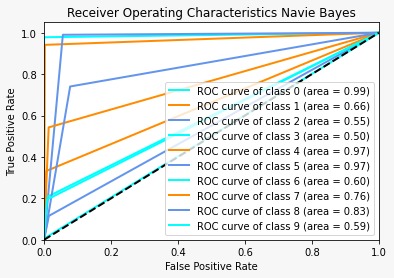 Receiver Operating Characteristics Navie Bayes
1.0
0.8
0.6
0.4
0.2
0.0
True Positive Rate
ROC curve of class 0 (area = 0.99)
ROC curve of class 1 (area = 0.66)
ROC curve of class 2 (area = 0.55)
ROC curve of class 3 (area = 0.50)
ROC curve of class 4 (area = 0.97)
ROC curve of class 5 (area = 0.97)
ROC curve of class 6 (area = 0.60)
ROC curve of class 7 (area = 0.76)
ROC curve of class 8 (area = 0.83)
ROC curve of class 9 (area = 0.59)
0.0 0.2 0.4 0.6 0.8 1.0
False Positive Rate